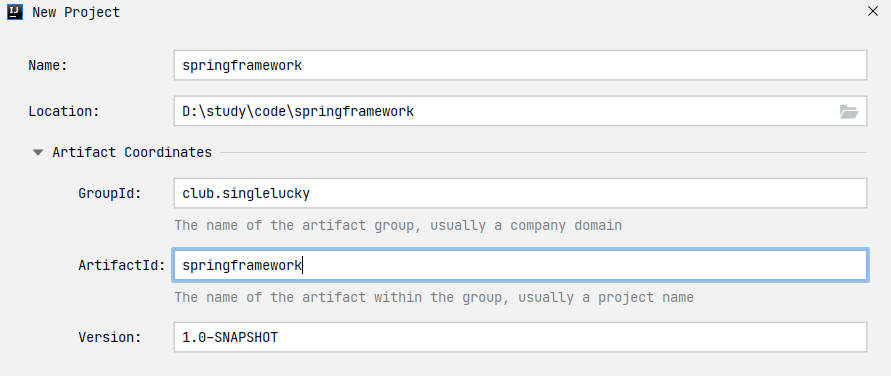 IJ New Project
Name: springframework
Location: D:\study\code\springframework
Artifact Coordinates
GroupId: club.singlelucky
The name of the artifact group, usually a company domain
ArtifactId: springframework
The name of the artifact within the group, usually a project name
Version: 1.0-SNAPSHOT